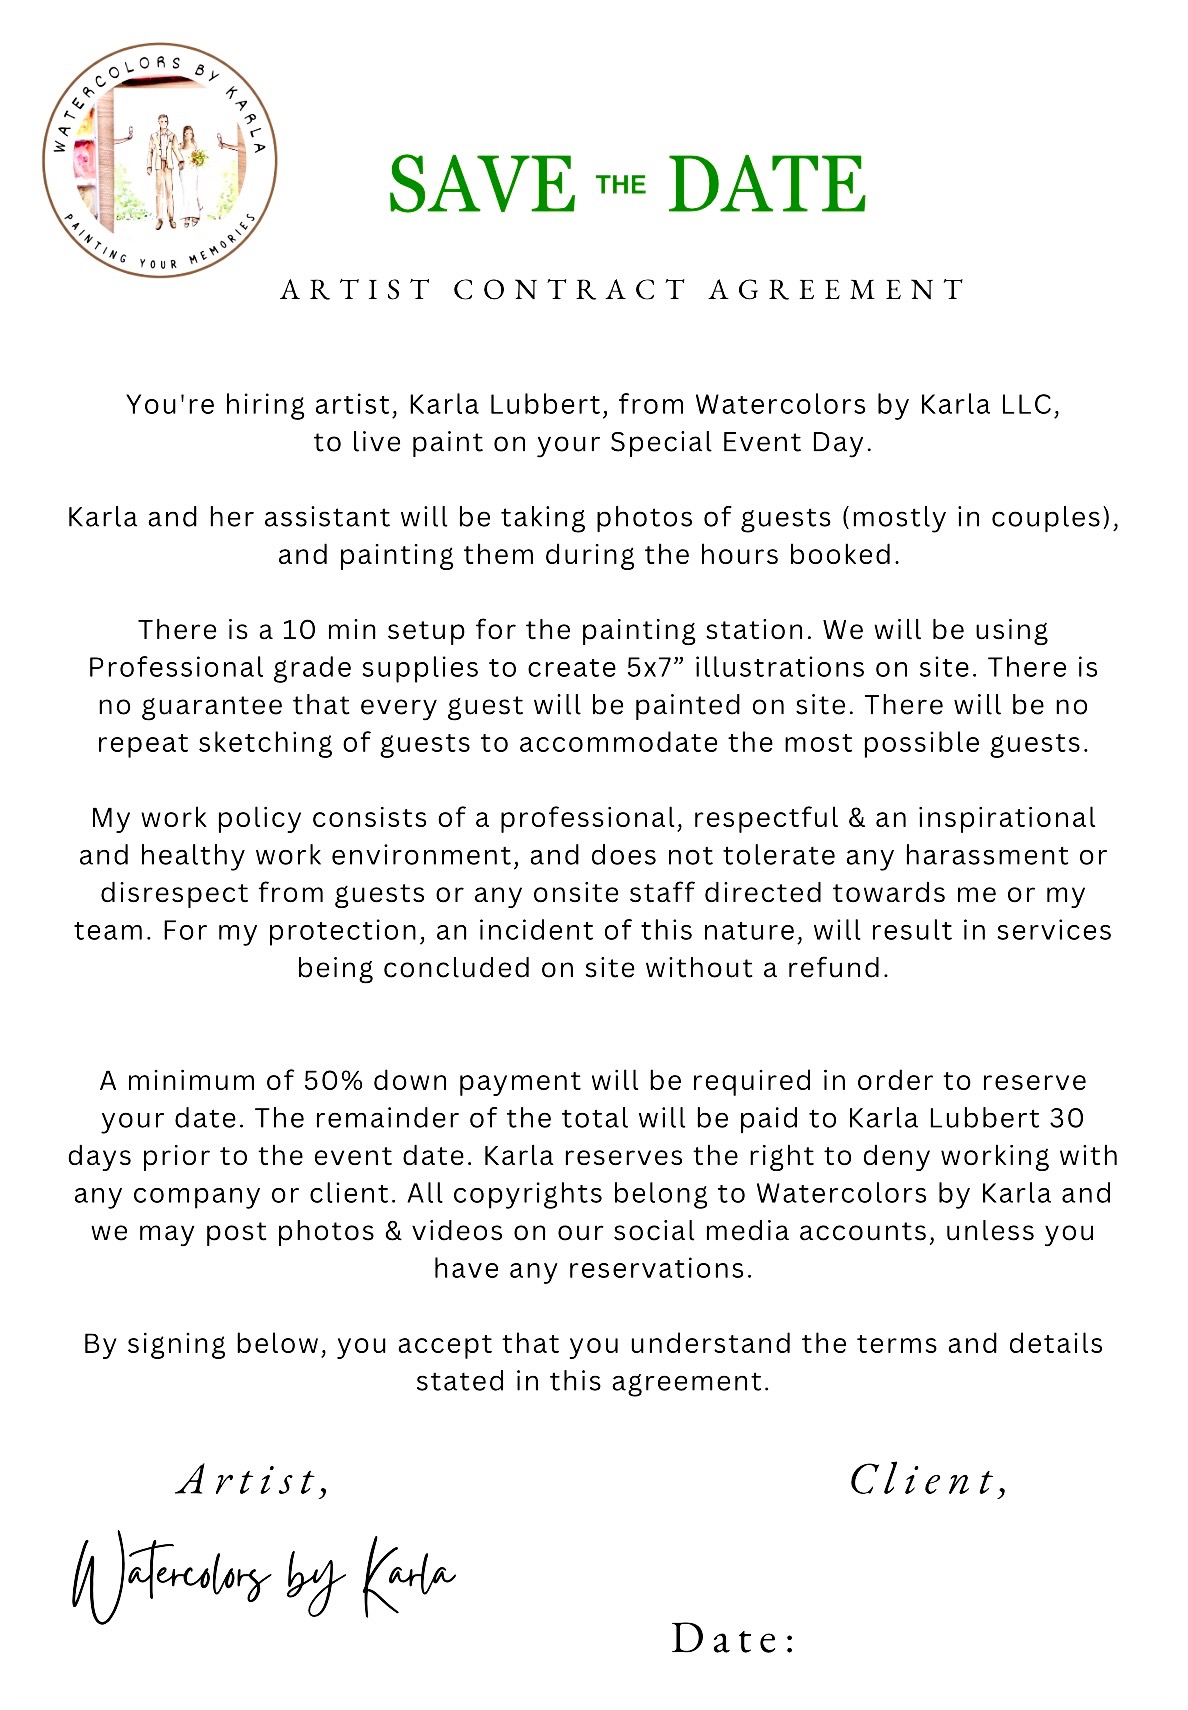 WATERCOLORS BY KARLA
PAINTING YOUR MEMORIES
SAVE THE DATE
ARTIST CONTRACT AGREEMENT
You're hiring artist, Karla Lubbert, from Watercolors by Karla LLC,
to live paint on your Special Event Day.
Karla and her assistant will be taking photos of guests (mostly in couples),
and painting them during the hours booked.
There is a 10 min setup for the painting station. We will be using
Professional grade supplies to create 5x7” illustrations on site. There is
no guarantee that every guest will be painted on site. There will be no
repeat sketching of guests to accommodate the most possible guests.
My work policy consists of a professional, respectful & an inspirational
and healthy work environment, and does not tolerate any harassment or
disrespect from guests or any onsite staff directed towards me or my
team. For my protection, an incident of this nature, will result in services
being concluded on site without a refund.
A minimum of 50% down payment will be required in order to reserve
your date. The remainder of the total will be paid to Karla Lubbert 30
days prior to the event date. Karla reserves the right to deny working with
any company or client. All copyrights belong to Watercolors by Karla and
we may post photos & videos on our social media accounts, unless you
have any reservations.
By signing below, you accept that you understand the terms and details
stated in this agreement.
Artist,
Client,
Watercolors by Karla
Date: